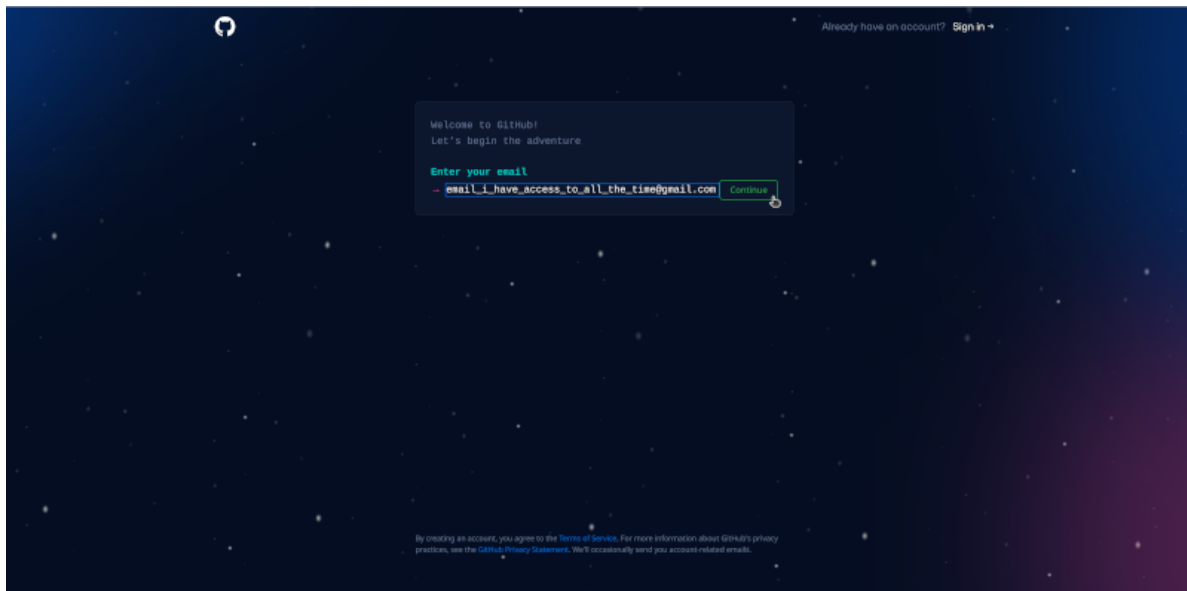 Already have an account? Sign in →
Welcome to GitHub!
Let's begin the adventure
Enter your email
→ email_i_have_access_to_all_the_time@gmail.com Continue
By creating an account, you agree to the Terms of Service. For more information about GitHub's privacy
practices, see the GitHub Privacy Statement. We'll occasionally send you account-related emails.